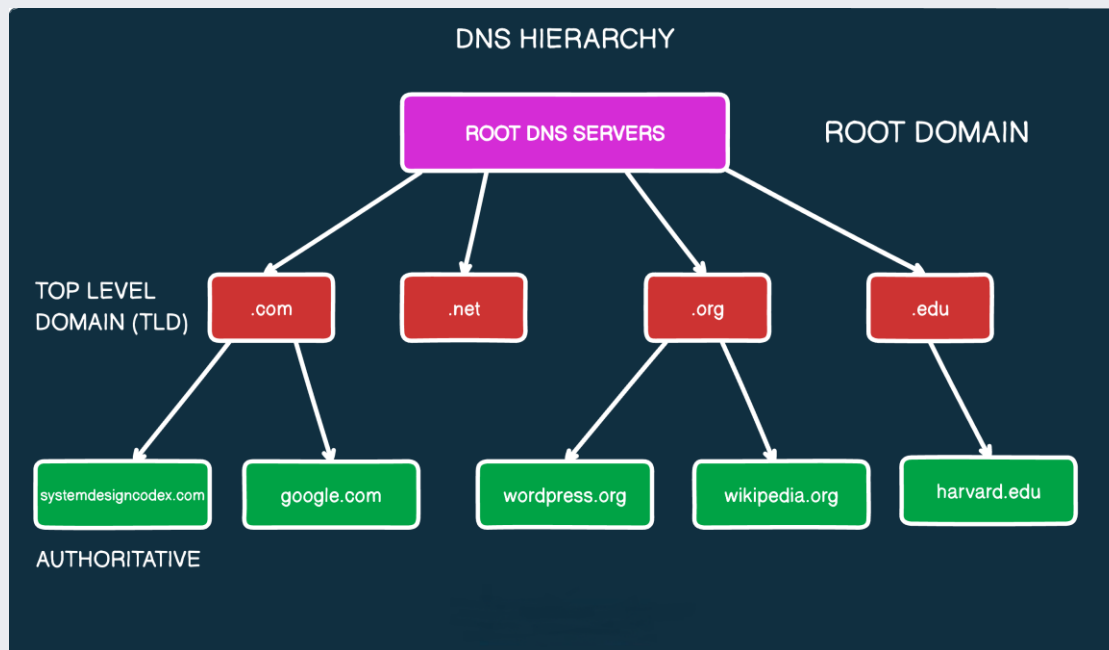 DNS HIERARCHY
ROOT DNS SERVERS
ROOT DOMAIN
TOP LEVEL
DOMAIN (TLD)
.com
.net
.org
.edu
systemdesigncodex.com
google.com
wordpress.org
wikipedia.org
harvard.edu
AUTHORITATIVE